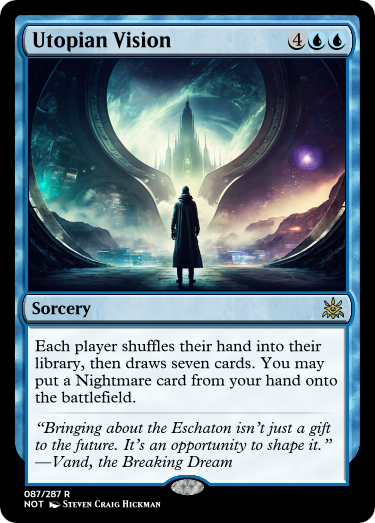 Utopian Vision 4
Sorcery
Each player shuffles their hand into their
library, then draws seven cards. You may
put a Nightmare card from your hand onto
the battlefield.
“Bringing about the Eschaton isn’t just a gift
to the future. It’s an opportunity to shape it.”
—Vand, the Breaking Dream
087/287 R
NOT Steven Craig Hickman